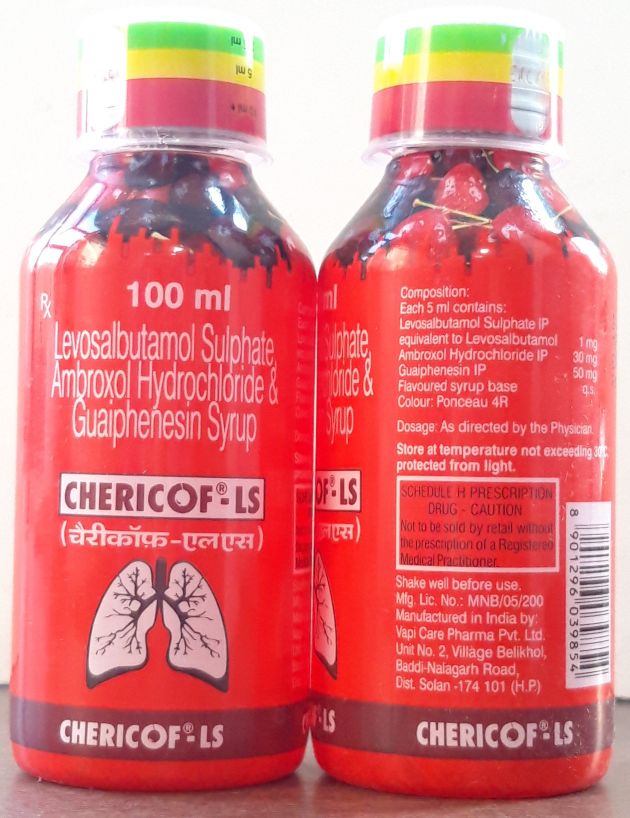 5 ml
10 ml
℞
100 ml
Levosalbutamol Sulphate,
Ambroxol Hydrochloride &
Guaiphenesin Syrup
CHERICOF®-LS
(चैरीकॉफ़-एलएस)
CHERICOF®-LS
ml
Sulphate,
loride &
Syrup
OF®-LS
लएस)
-LS
Composition:
Each 5 ml contains:
Levosalbutamol Sulphate IP
equivalent to Levosalbutamol 1 mg
Ambroxol Hydrochloride IP 30 mg
Guaiphenesin IP 50 mg
Flavoured syrup base q.s.
Colour: Ponceau 4R
Dosage: As directed by the Physician.
Store at temperature not exceeding 30°C,
protected from light.
SCHEDULE H PRESCRIPTION
DRUG - CAUTION
Not to be sold by retail without
the prescription of a Registered
Medical Practitioner.
Shake well before use.
Mfg. Lic. No.: MNB/05/200
Manufactured in India by:
Vapi Care Pharma Pvt. Ltd.
Unit No. 2, Village Belikhol,
Baddi-Nalagarh Road,
Dist. Solan -174 101 (H.P.)
8 901296 039854
CHERICOF®-LS